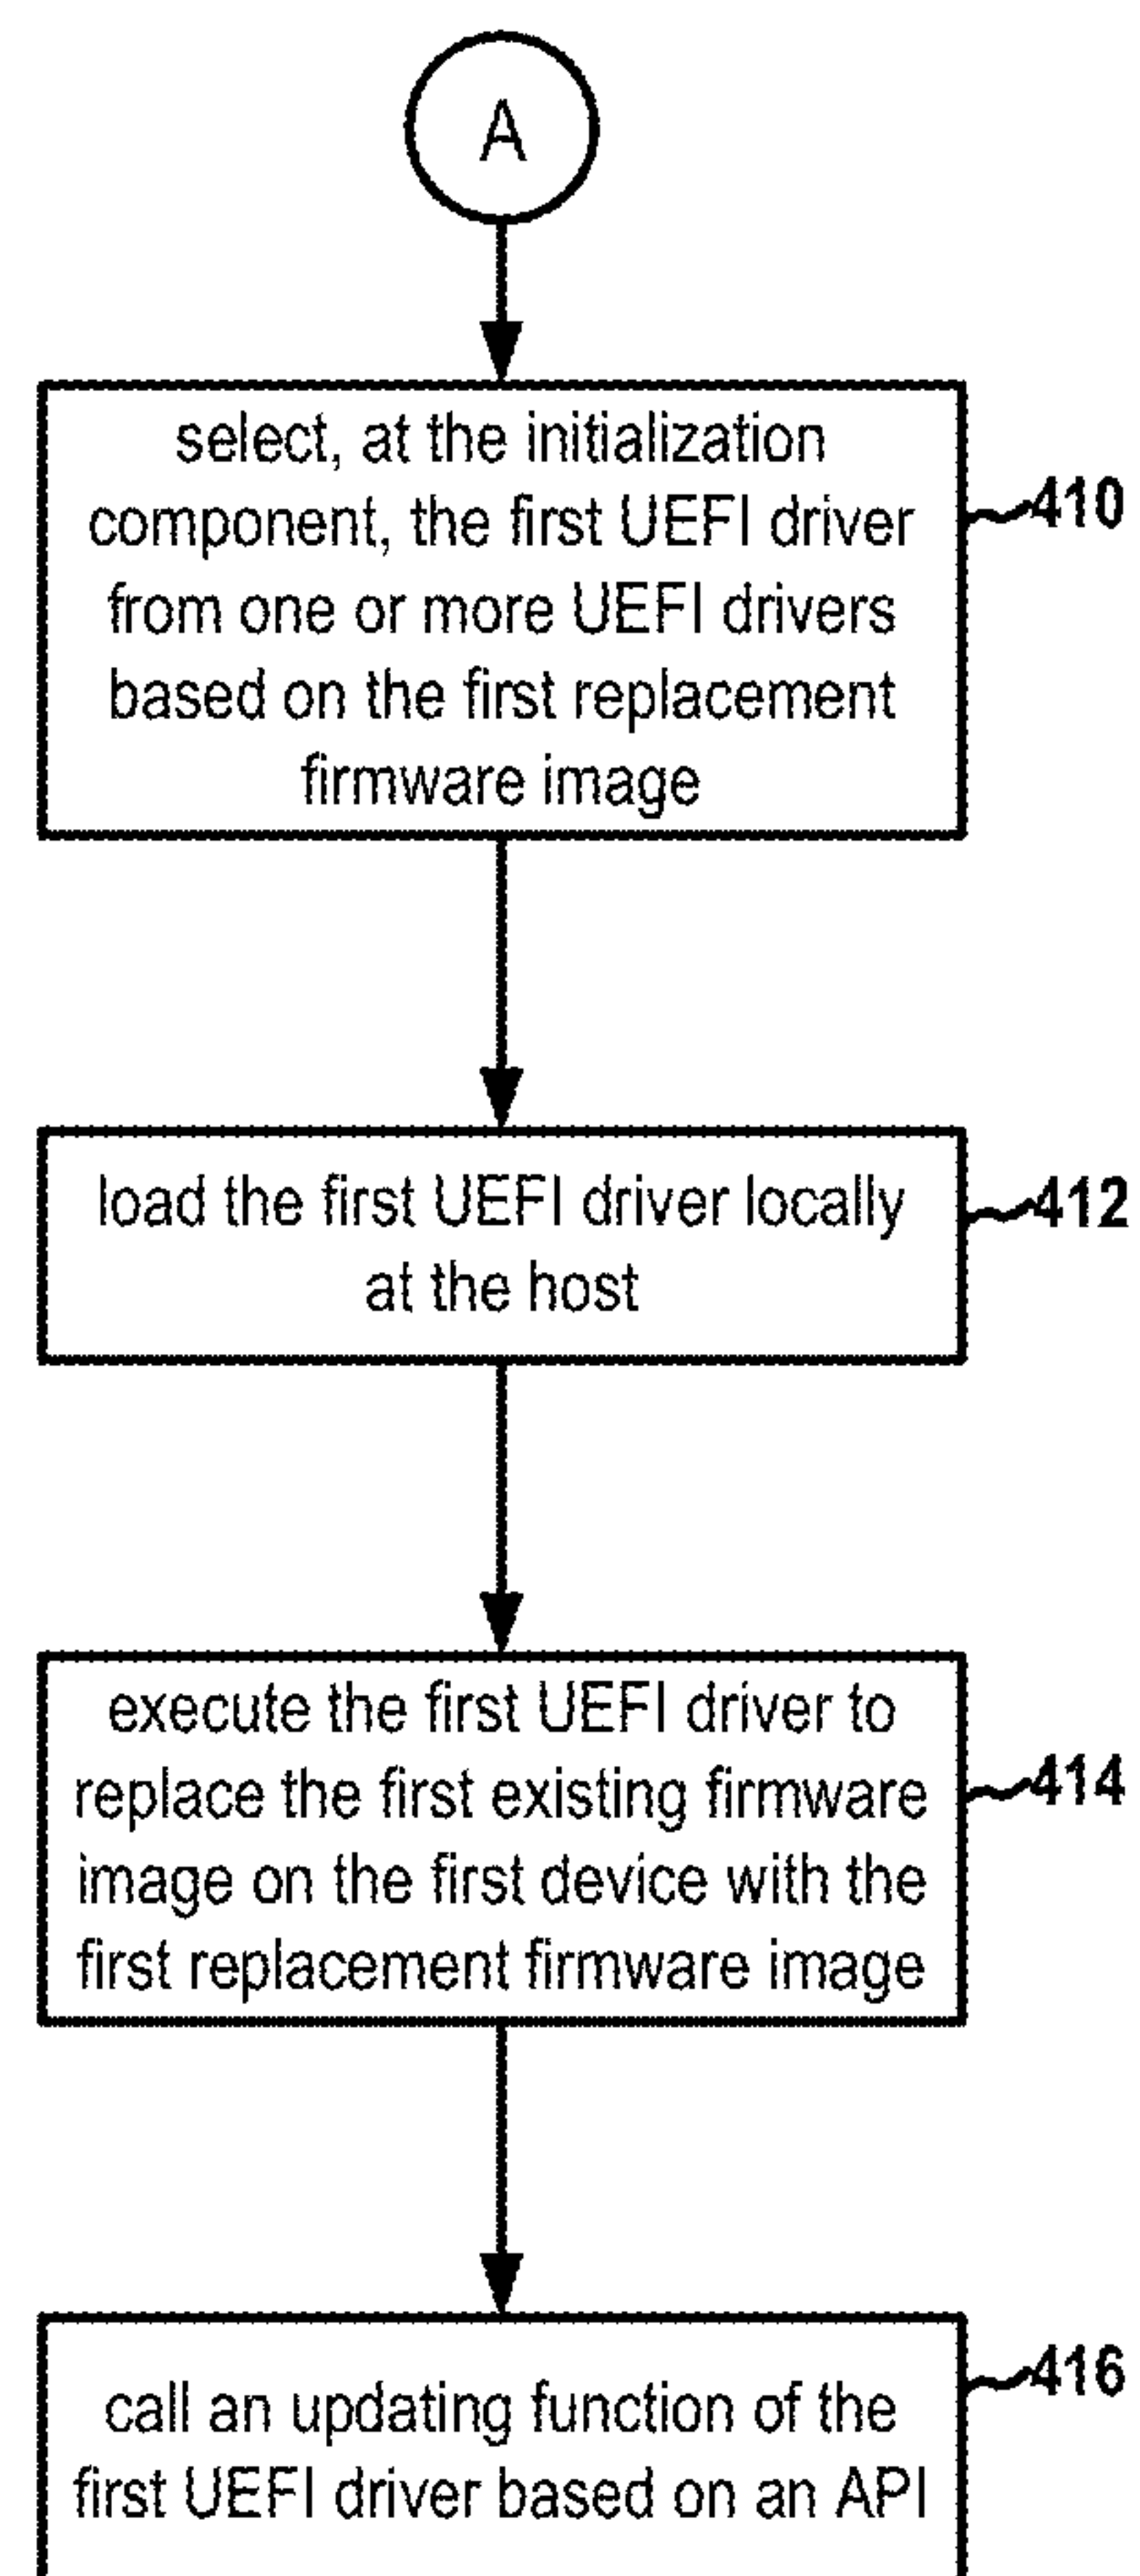 A
select, at the initialization
component, the first UEFI driver
from one or more UEFI drivers
based on the first replacement
firmware image
410
load the first UEFI driver locally
at the host
412
execute the first UEFI driver to
replace the first existing firmware
image on the first device with the
first replacement firmware image
414
call an updating function of the
first UEFI driver based on an API
416